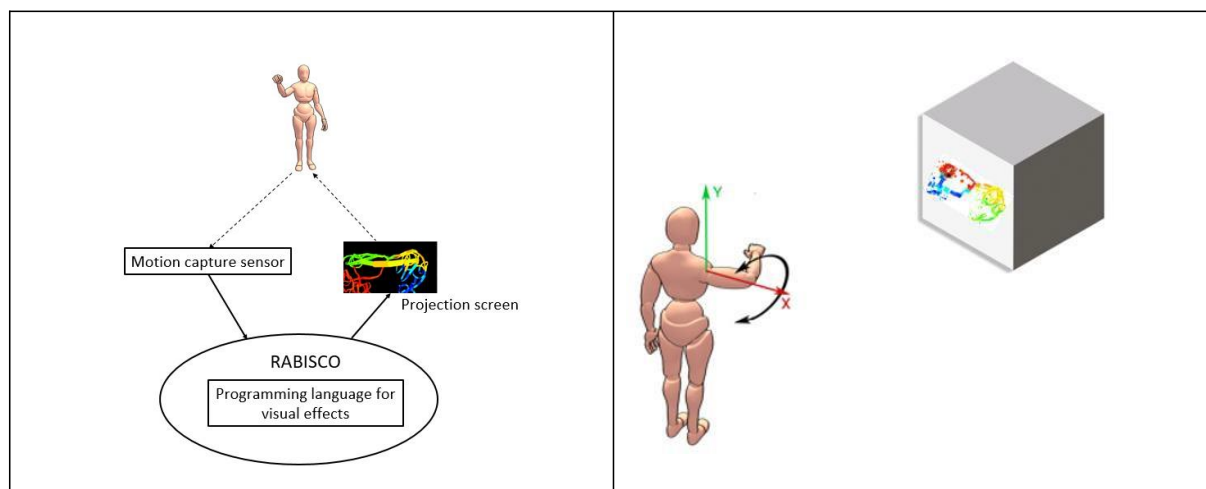 Motion capture sensor
Projection screen
RABISCO
Programming language for
visual effects
Y
X